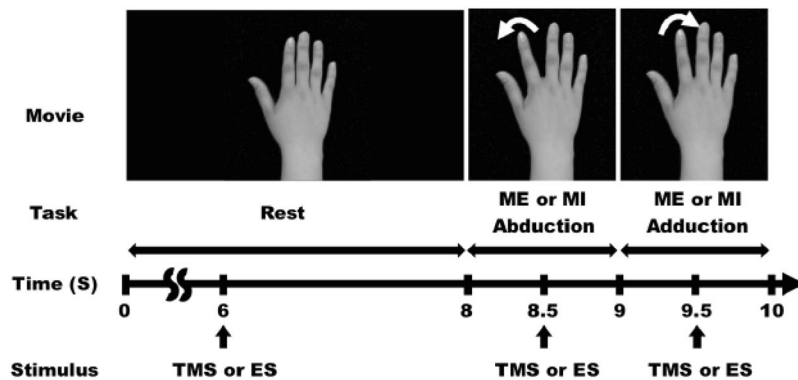 Movie
Task
Rest
ME or MI
Abduction
ME or MI
Adduction
Time (S)
0 6 8 8.5 9 9.5 10
Stimulus
TMS or ES
TMS or ES
TMS or ES